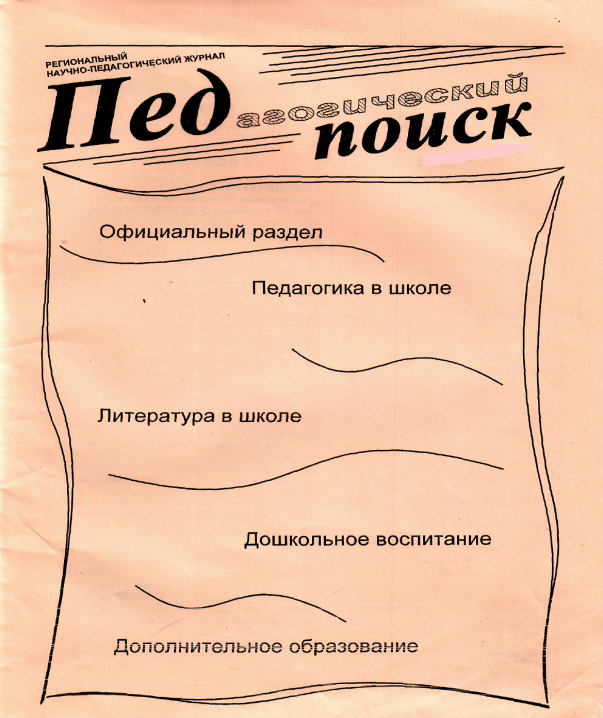 РЕГИОНАЛЬНЫЙ
НАУЧНО-ПЕДАГОГИЧЕСКИЙ ЖУРНАЛ
Педагогический
поиск
Официальный раздел
Педагогика в школе
Литература в школе
Дошкольное воспитание
Дополнительное образование